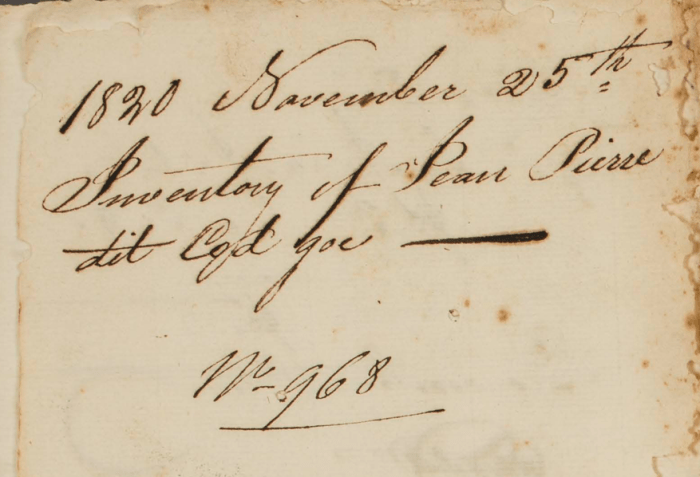 1820 November 25th
Inventory of Jean Pierre
dit
No 968